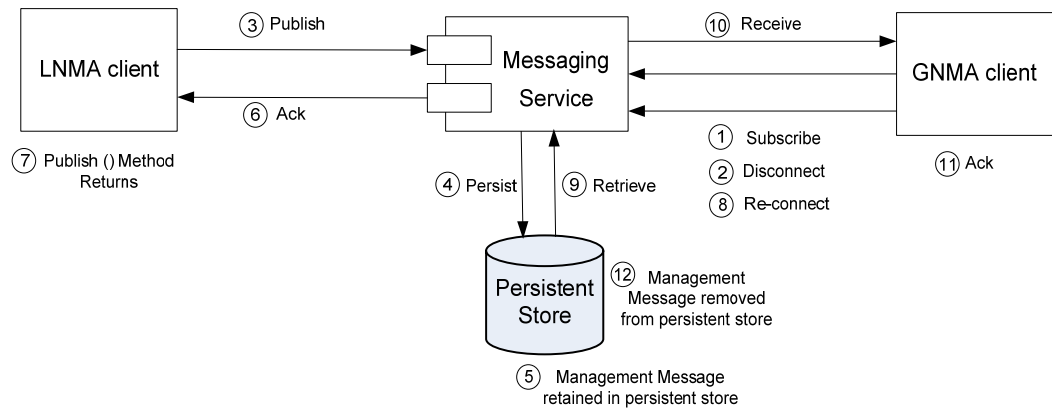 3 Publish
10 Receive
LNMA client
Messaging
Service
GNMA client
6 Ack
7 Publish () Method
Returns
1 Subscribe
2 Disconnect
8 Re-connect
11 Ack
4 Persist
9 Retrieve
Persistent
Store
12 Management
Message removed
from persistent store
5 Management Message
retained in persistent store